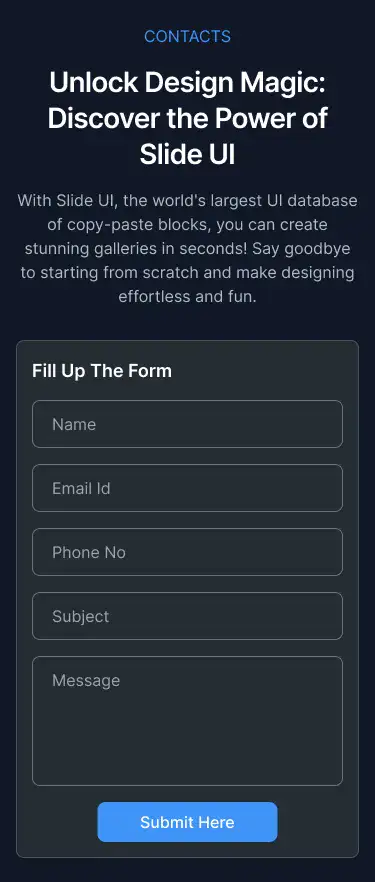 CONTACTS
Unlock Design Magic:
Discover the Power of
Slide UI
With Slide UI, the world's largest UI database
of copy-paste blocks, you can create
stunning galleries in seconds! Say goodbye
to starting from scratch and make designing
effortless and fun.
Fill Up The Form
Name
Email Id
Phone No
Subject
Message
Submit Here